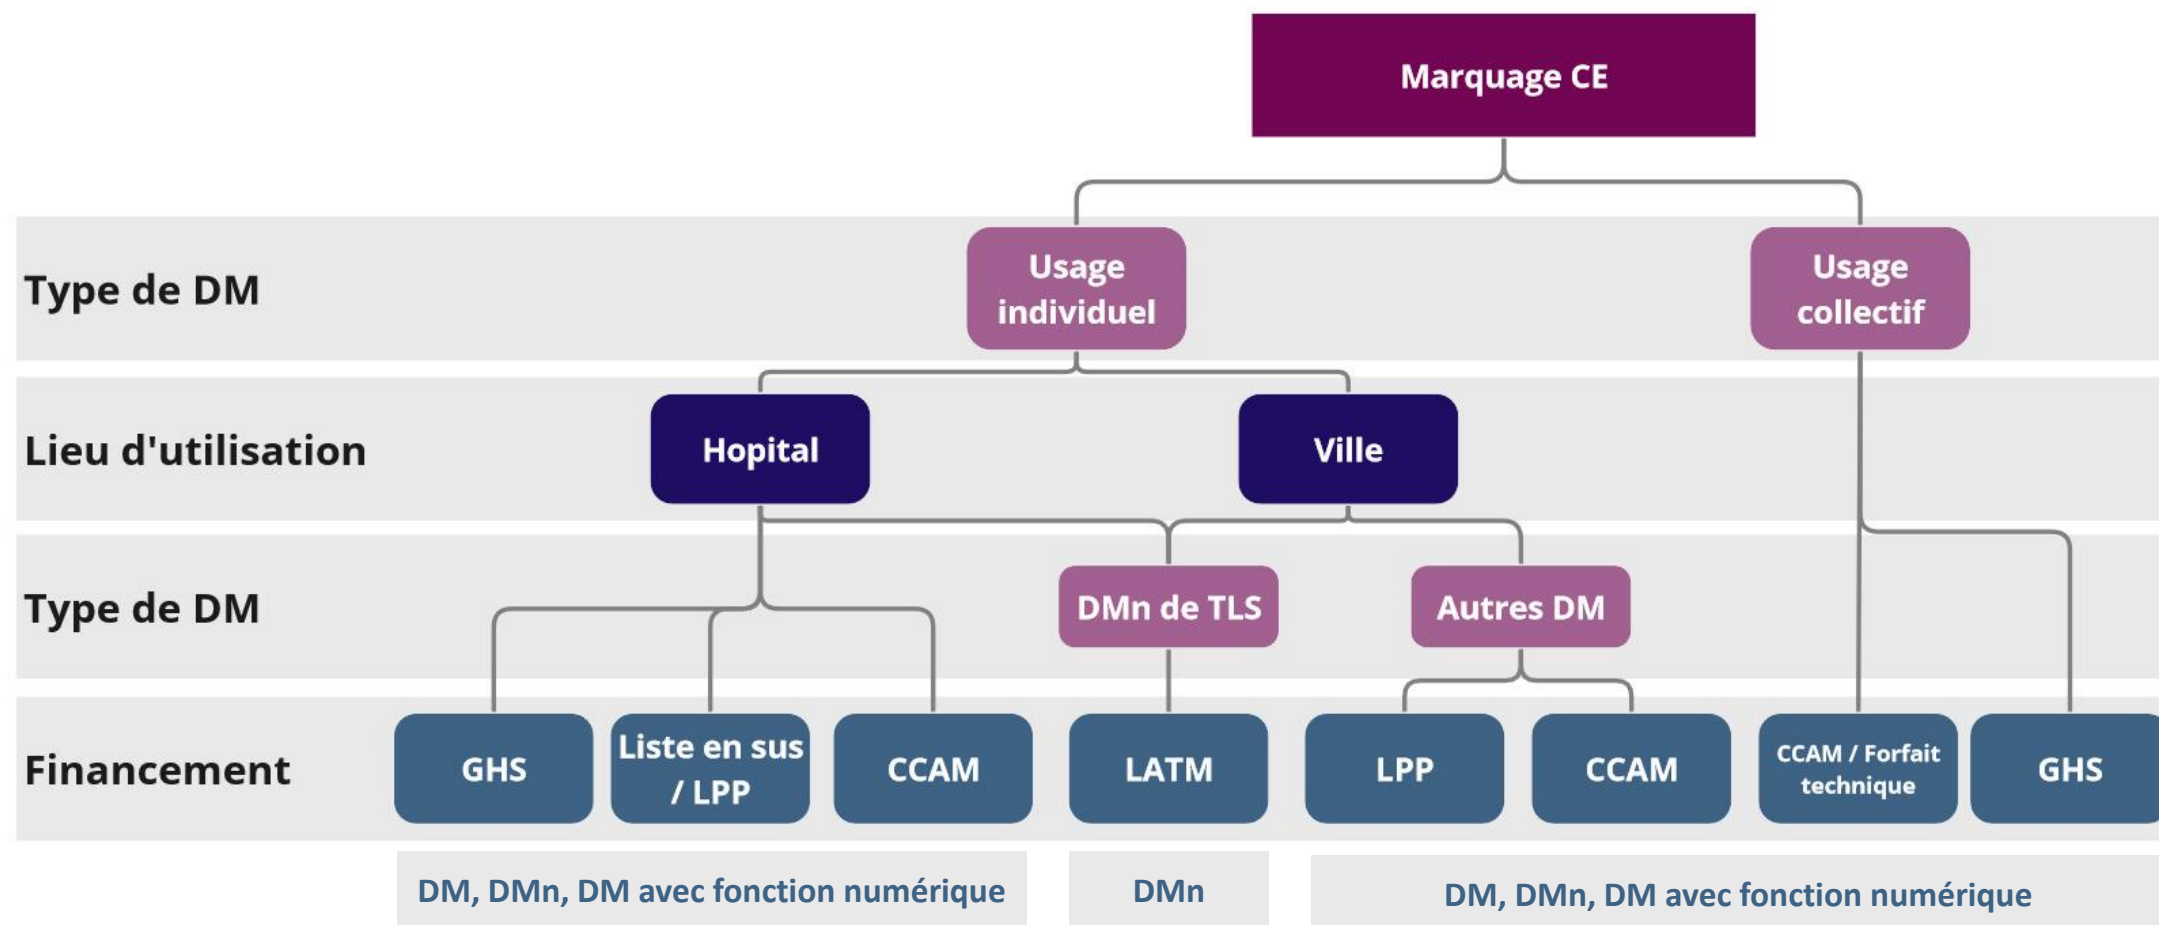 Marquage CE
Type de DM
Usage
individuel
Usage
collectif
Lieu d'utilisation
Hopital
Ville
Type de DM
DMn de TLS
Autres DM
Financement
GHS
Liste en sus
/ LPP
CCAM
LATM
LPP
CCAM
CCAM / Forfait
technique
GHS
DM, DMn, DM avec fonction numérique
DMn
DM, DMn, DM avec fonction numérique